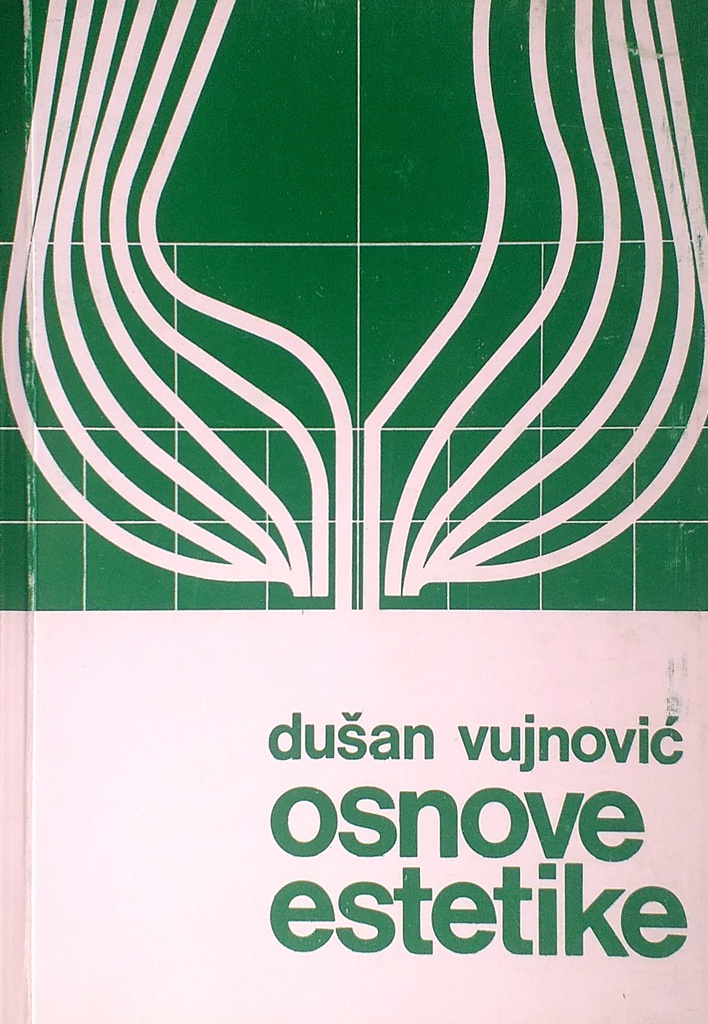 dušan vujnović
osnove
estetike